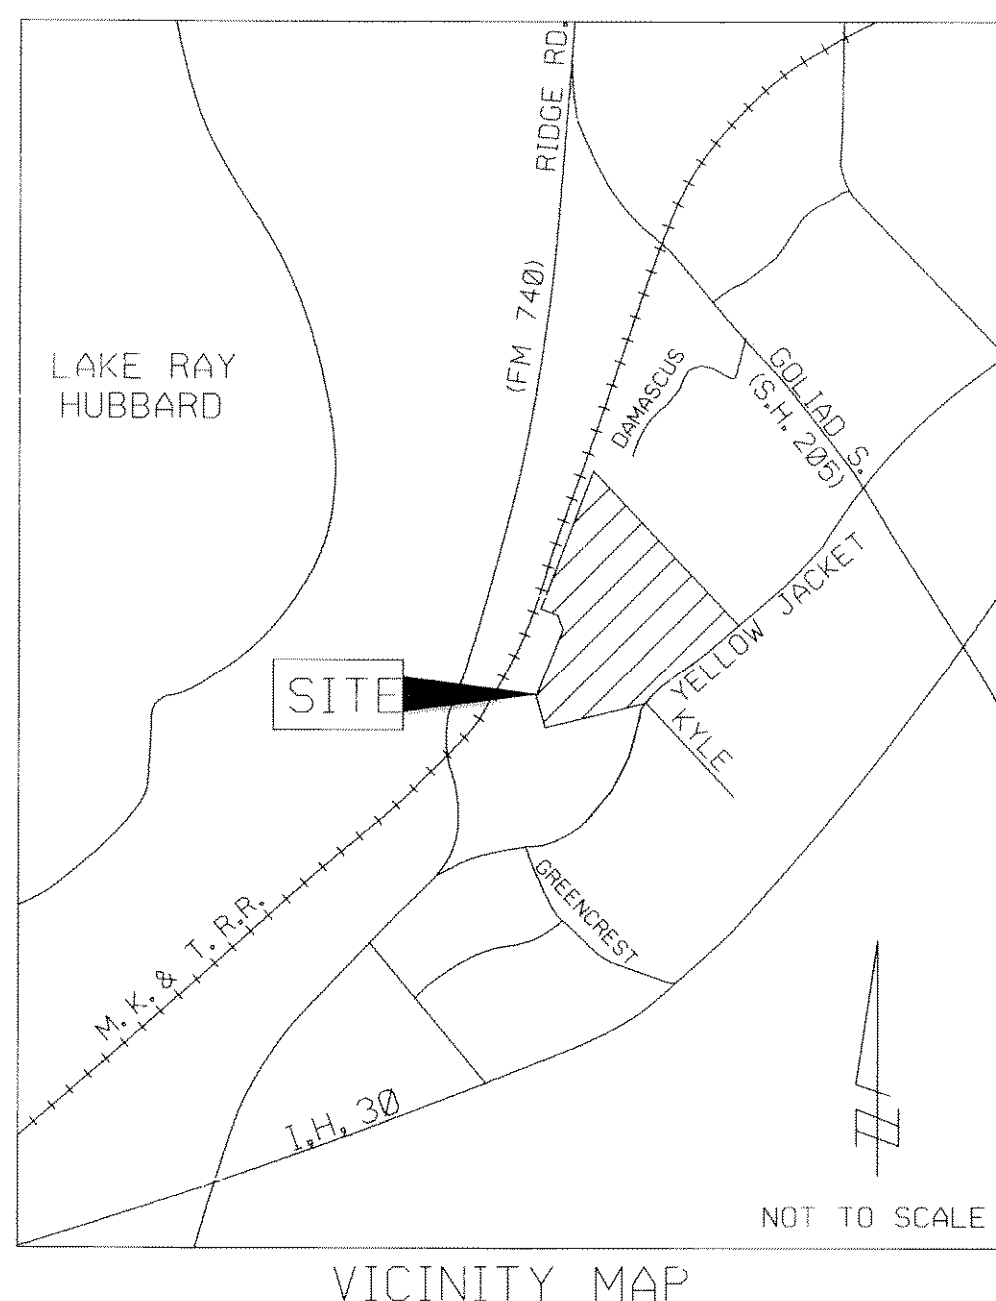 RIDGE RD.
(FM 740)
LAKE RAY
HUBBARD
DAMASCUS
GOLIAD S.
(S.H. 205)
YELLOW JACKET
SITE
KYLE
GREENCREST
M. K. & T. R.R.
I.H. 30
N
NOT TO SCALE
VICINITY MAP